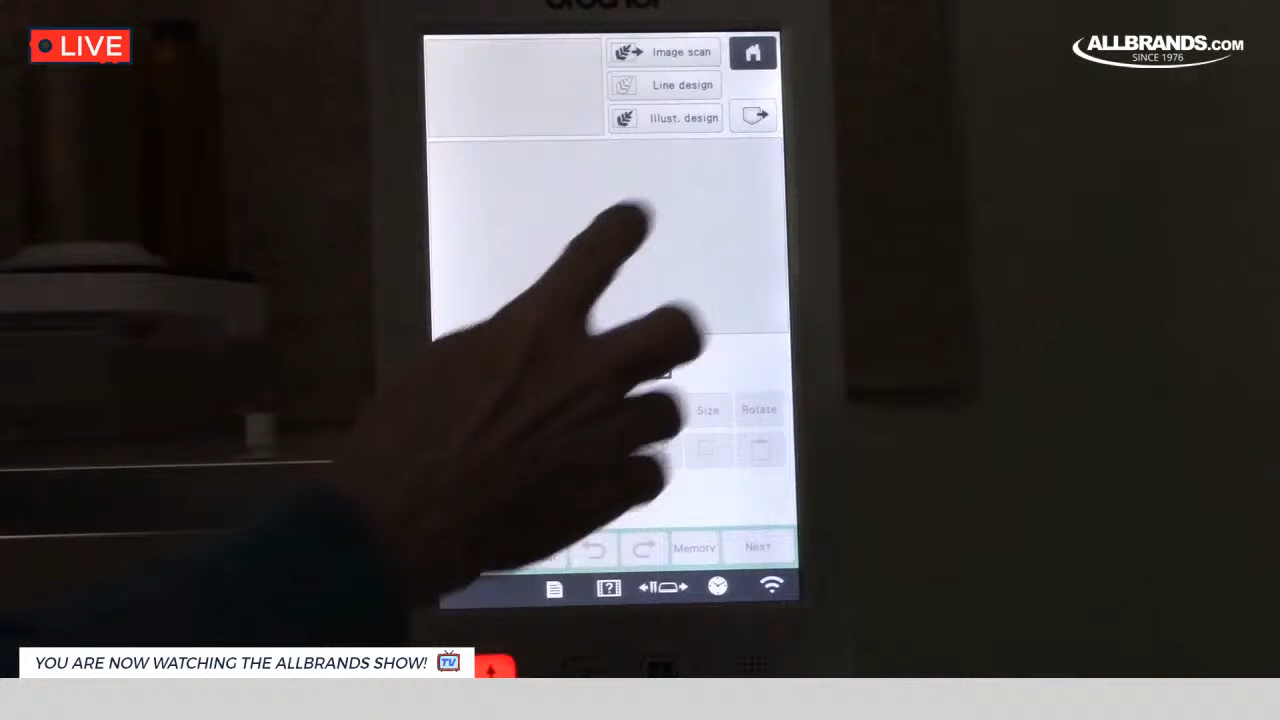 LIVE
brother
ALLBRANDS.COM
SINCE 1976
Image scan
Line design
Illust. design
Size
Rotate
Memory
Next
?
YOU ARE NOW WATCHING THE ALLBRANDS SHOW!
TV